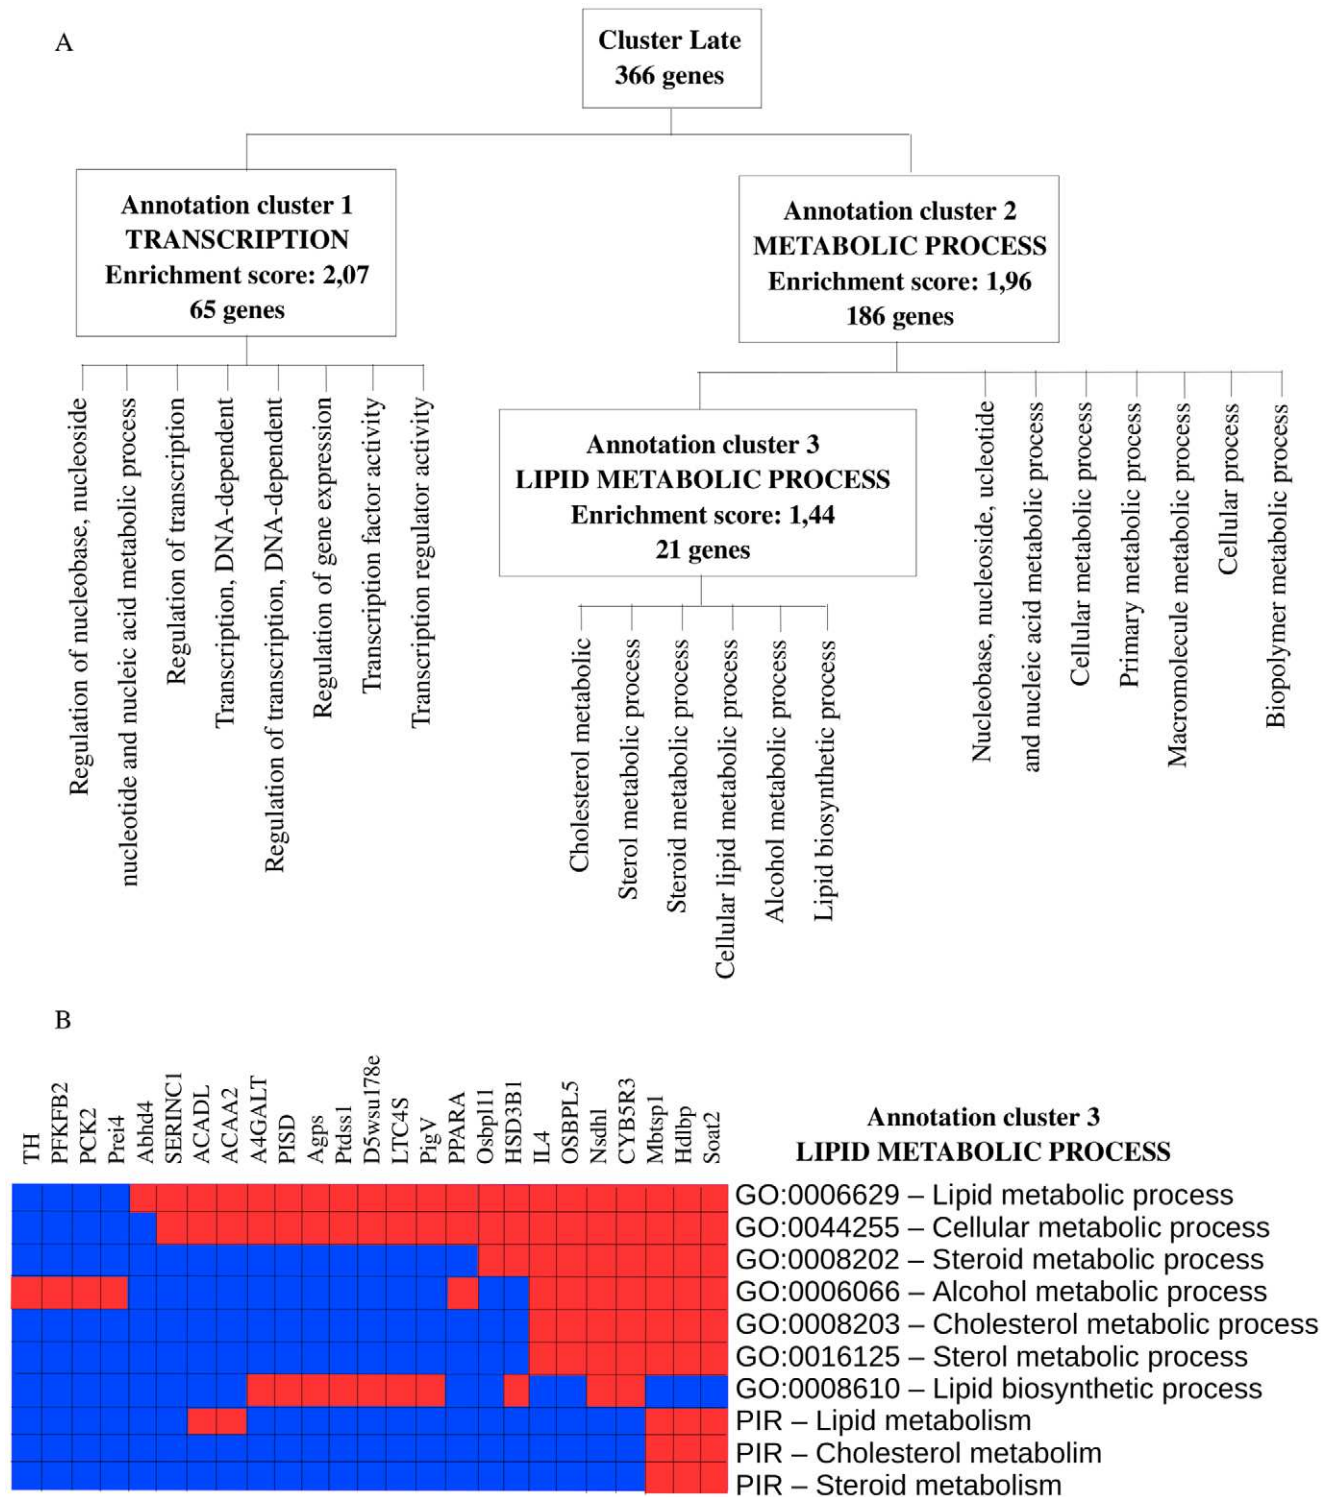 A
Cluster Late
366 genes
Annotation cluster 1
TRANSCRIPTION
Enrichment score: 2,07
65 genes
Annotation cluster 2
METABOLIC PROCESS
Enrichment score: 1,96
186 genes
Annotation cluster 3
LIPID METABOLIC PROCESS
Enrichment score: 1,44
21 genes
Regulation of nucleobase, nucleoside
nucleotide and nucleic acid metabolic process
Regulation of transcription
Transcription, DNA-dependent
Regulation of transcription, DNA-dependent
Regulation of gene expression
Transcription factor activity
Transcription regulator activity
Cholesterol metabolic
Sterol metabolic process
Steroid metabolic process
Cellular lipid metabolic process
Alcohol metabolic process
Lipid biosynthetic process
Nucleobase, nucleoside, ucleotide
and nucleic acid metabolic process
Cellular metabolic process
Primary metabolic process
Macromolecule metabolic process
Cellular process
Biopolymer metabolic process
B
TH
PFKFB2
PCK2
Prei4
Abhd4
SERINC1
ACADL
ACAA2
A4GALT
PISD
Agps
Ptdss1
D5wsu178e
LTC4S
PigV
PPARA
Osbpl11
HSD3B1
IL4
OSBPL5
Nsdhl
CYB5R3
Mbtsp1
Hdlbp
Soat2
Annotation cluster 3
LIPID METABOLIC PROCESS
GO:0006629 – Lipid metabolic process
GO:0044255 – Cellular metabolic process
GO:0008202 – Steroid metabolic process
GO:0006066 – Alcohol metabolic process
GO:0008203 – Cholesterol metabolic process
GO:0016125 – Sterol metabolic process
GO:0008610 – Lipid biosynthetic process
PIR – Lipid metabolism
PIR – Cholesterol metabolim
PIR – Steroid metabolism